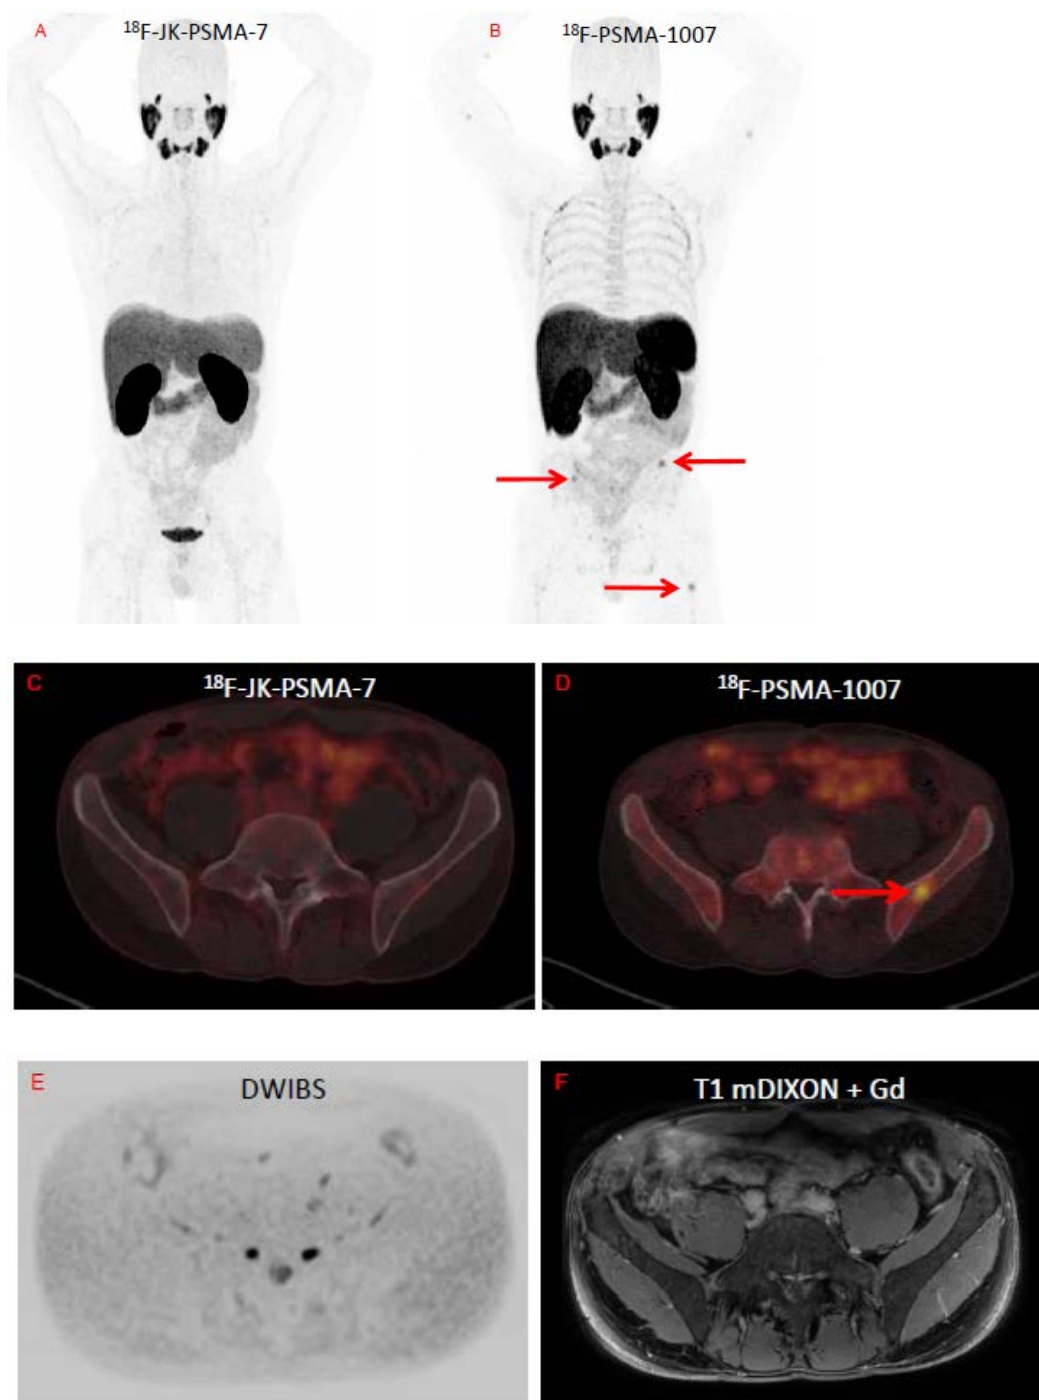 A
¹⁸F-JK-PSMA-7
B
¹⁸F-PSMA-1007
C
¹⁸F-JK-PSMA-7
D
¹⁸F-PSMA-1007
E
DWIBS
F
T1 mDIXON + Gd